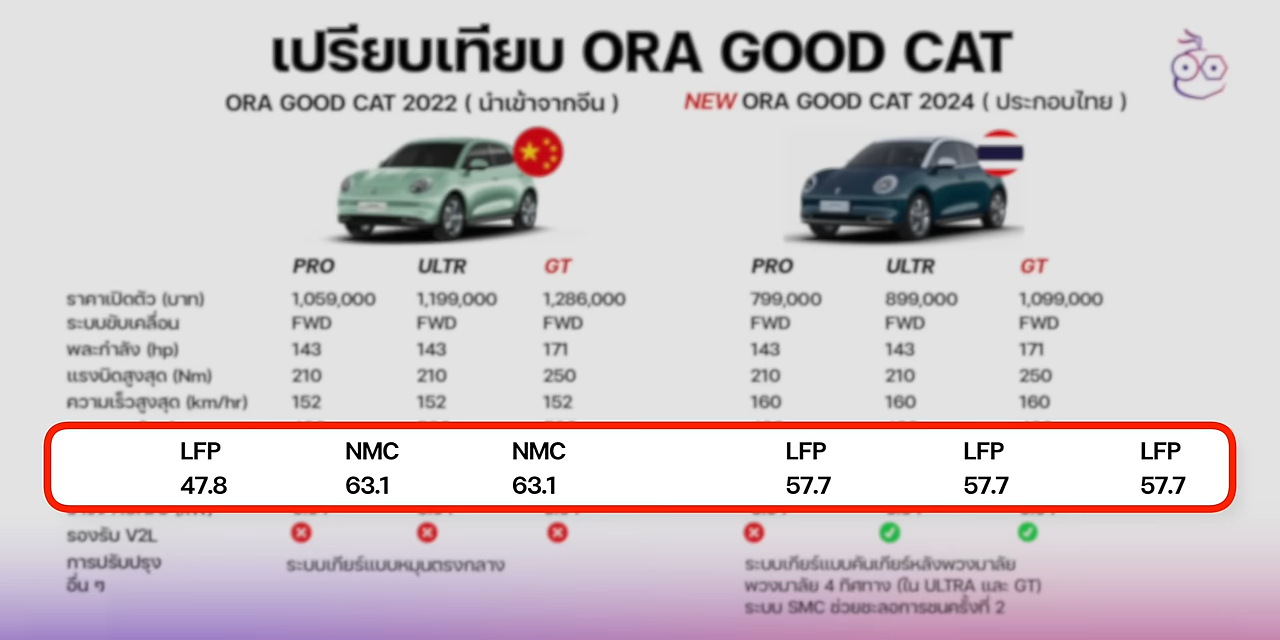 เปรียบเทียบ ORA GOOD CAT
ORA GOOD CAT 2022 ( นำเข้าจากจีน )
NEW ORA GOOD CAT 2024 ( ประกอบไทย )
PRO ULTR GT PRO ULTR GT
ราคาเปิดตัว (บาท) 1,059,000 1,199,000 1,286,000 799,000 899,000 1,099,000
ระบบขับเคลื่อน FWD FWD FWD FWD FWD FWD
พละกำลัง (hp) 143 143 171 143 143 171
แรงบิดสูงสุด (Nm) 210 210 250 210 210 250
ความเร็วสูงสุด (km/hr) 152 152 152 160 160 160
LFP NMC NMC LFP LFP LFP
47.8 63.1 63.1 57.7 57.7 57.7
รองรับ V2L
การปรับปรุง ระบบเกียร์แบบหมุนตรงกลาง ระบบเกียร์แบบคันเกียร์หลังพวงมาลัย
อื่น ๆ พวงมาลัย 4 ทิศทาง (ใน ULTRA และ GT)
ระบบ SMC ช่วยชะลอการชนครั้งที่ 2